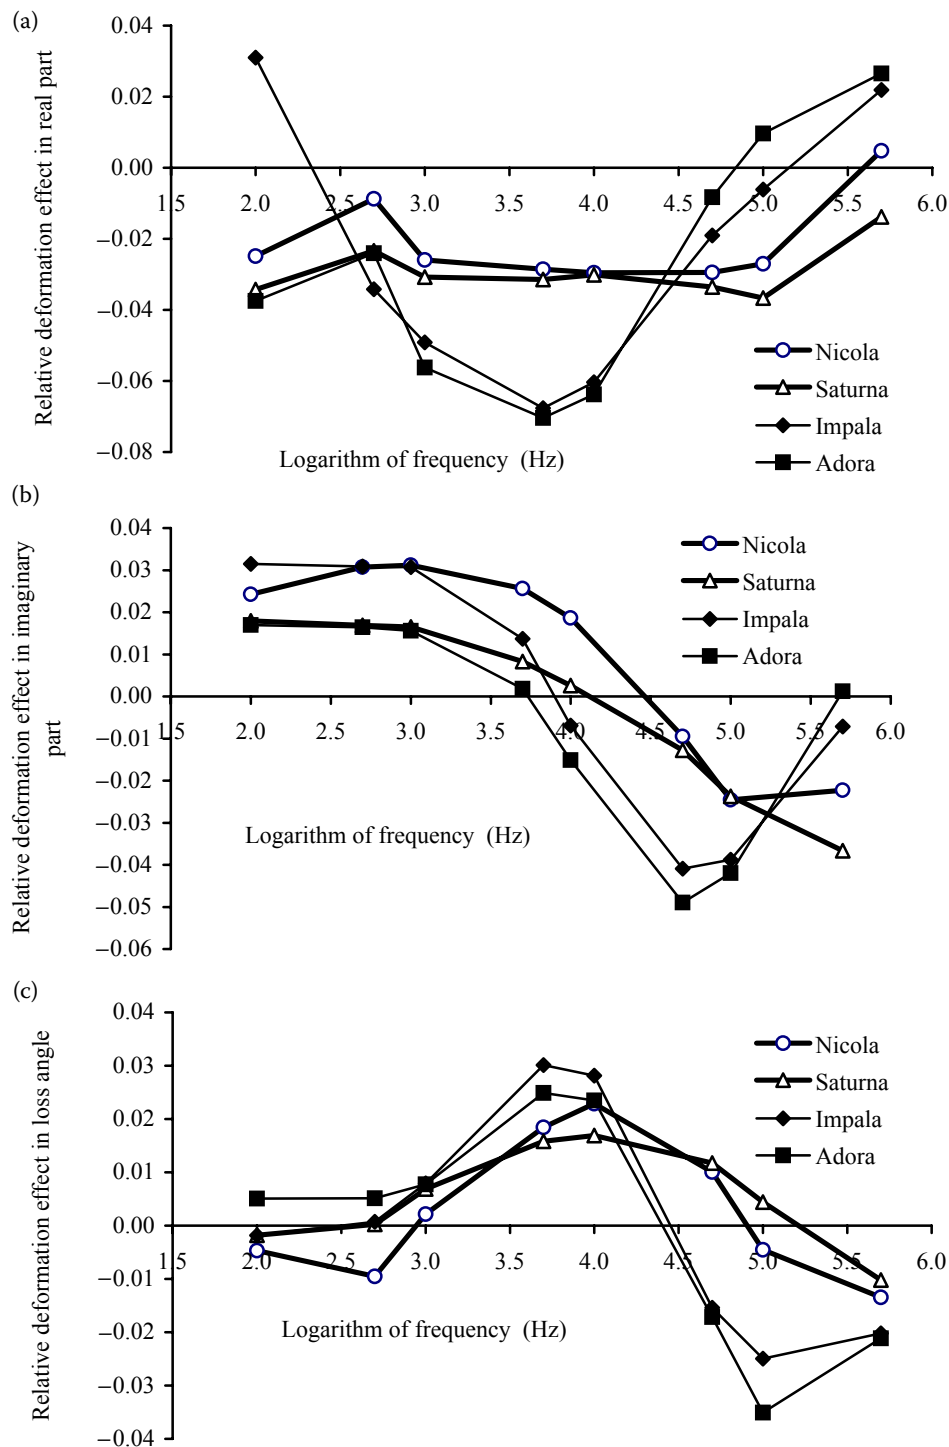 (a)
Relative deformation effect in real part
0.04
0.02
0.00
1.5 2.0 2.5 3.0 3.5 4.0 4.5 5.0 5.5 6.0
−0.02
−0.04
−0.06
−0.08
Nicola
Saturna
Impala
Adora
Logarithm of frequency (Hz)
(b)
Relative deformation effect in imaginary
part
0.04
0.03
0.02
0.01
0.00
−0.01
1.5 2.0 2.5 3.0 3.5 4.0 4.5 5.0 5.5 6.0
−0.02
−0.03
−0.04
−0.05
−0.06
Nicola
Saturna
Impala
Adora
Logarithm of frequency (Hz)
(c)
Relative deformation effect in loss angle
0.04
0.03
0.02
0.01
0.00
1.5 2.0 2.5 3.0 3.5 4.0 4.5 5.0 5.5 6.0
−0.01
−0.02
−0.03
−0.04
Nicola
Saturna
Impala
Adora
Logarithm of frequency (Hz)